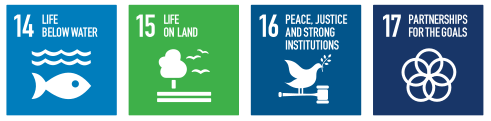 14 LIFE
BELOW WATER
15 LIFE
ON LAND
16 PEACE, JUSTICE
AND STRONG
INSTITUTIONS
17 PARTNERSHIPS
FOR THE GOALS